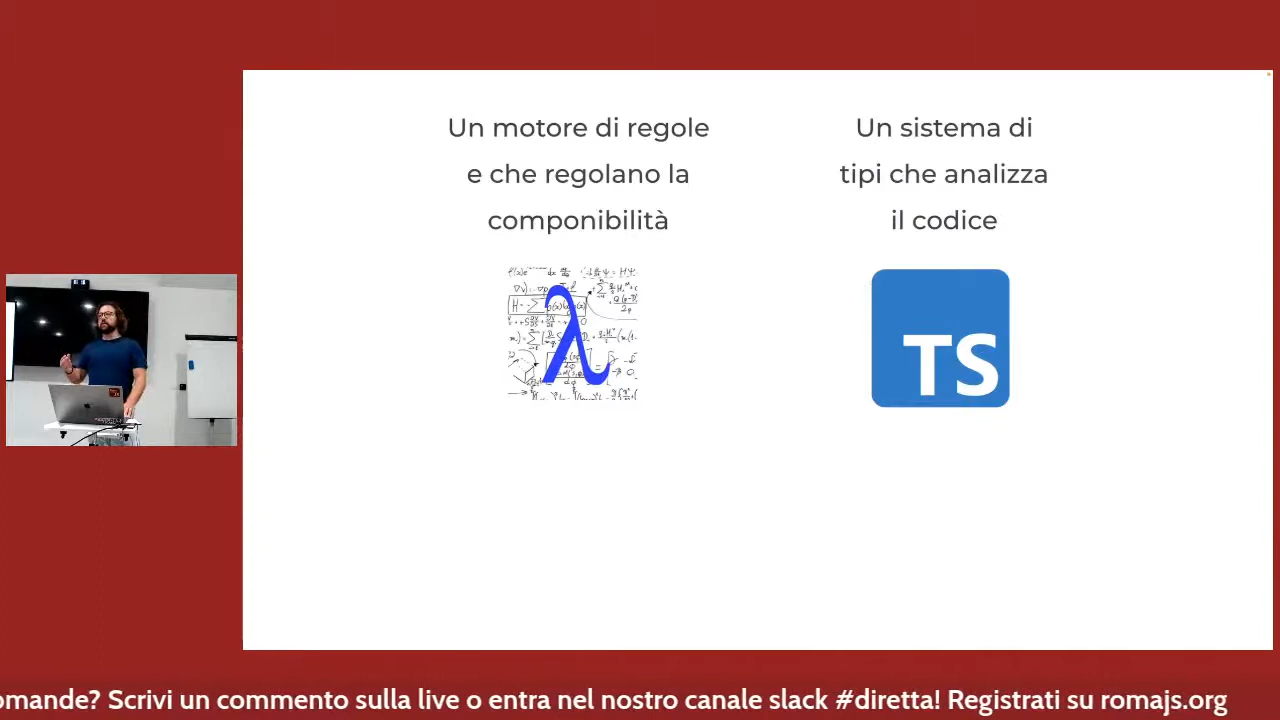 Un motore di regole
e che regolano la
componibilità
Un sistema di
tipi che analizza
il codice
λ
TS
omande? Scrivi un commento sulla live o entra nel nostro canale slack #diretta! Registrati su romajs.org